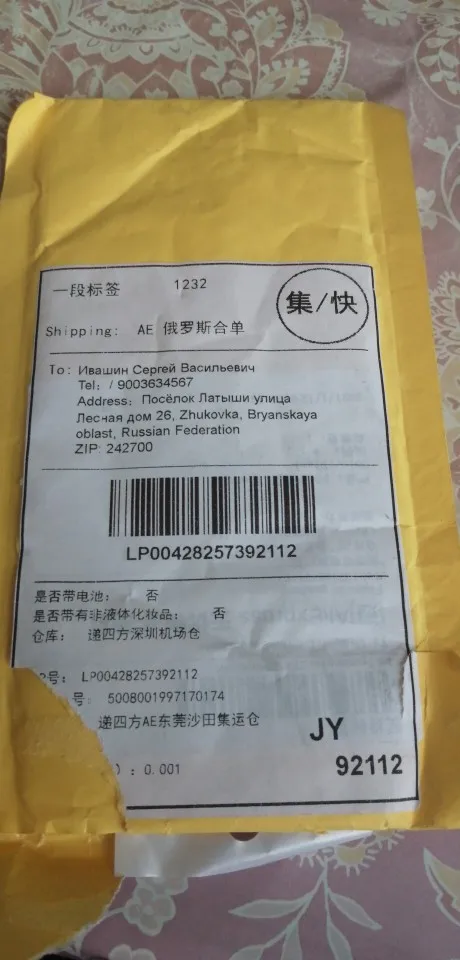 一段标签 1232
集/快
Shipping: AE 俄罗斯合单
To: Ивашин Сергей Васильевич
Tel: / 9003634567
Address: Посёлок Латыши улица
Лесная дом 26, Zhukovka, Bryanskaya
oblast, Russian Federation
ZIP: 242700
LP00428257392112
是否带电池: 否
是否带有非液体化妆品: 否
仓库: 递四方深圳机场仓
号: LP00428257392112
号: 5008001997170174
递四方AE东莞沙田集运仓
JY
): 0.001
92112